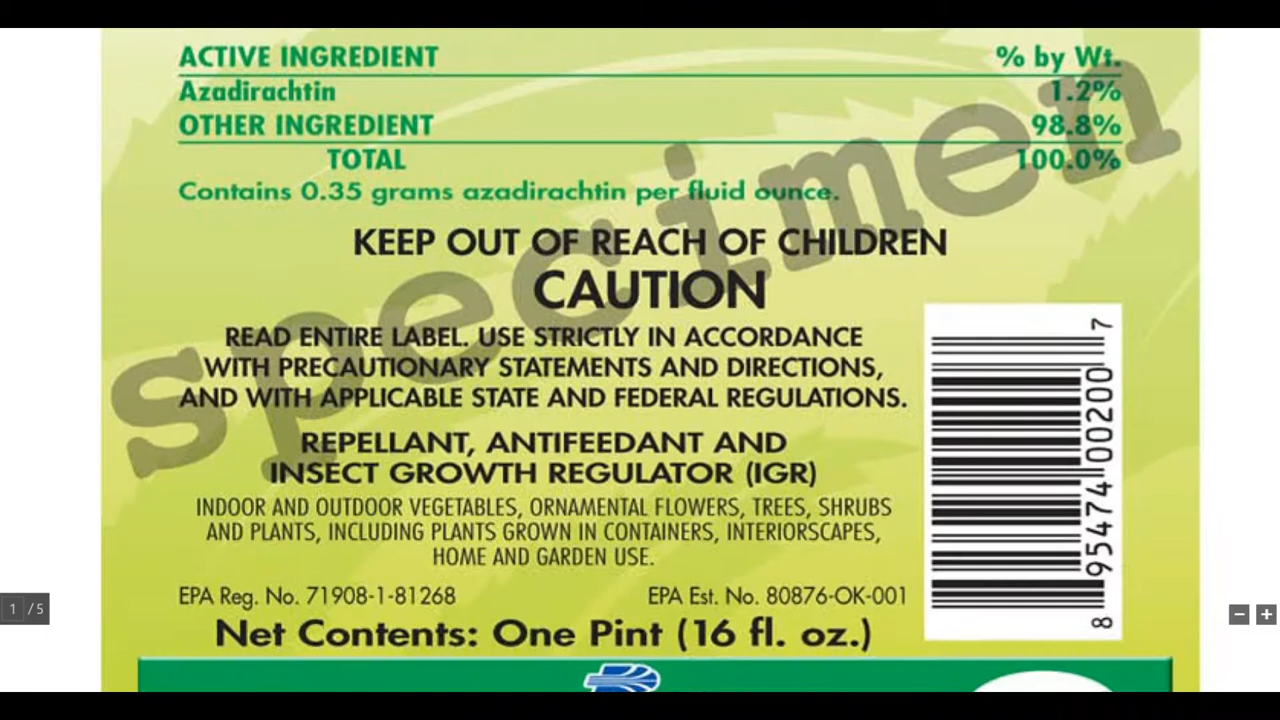 ACTIVE INGREDIENT % by Wt.
Azadirachtin 1.2%
OTHER INGREDIENT 98.8%
TOTAL 100.0%
Contains 0.35 grams azadirachtin per fluid ounce.
specimen
KEEP OUT OF REACH OF CHILDREN
CAUTION
READ ENTIRE LABEL. USE STRICTLY IN ACCORDANCE
WITH PRECAUTIONARY STATEMENTS AND DIRECTIONS,
AND WITH APPLICABLE STATE AND FEDERAL REGULATIONS.
REPELLANT, ANTIFEEDANT AND
INSECT GROWTH REGULATOR (IGR)
INDOOR AND OUTDOOR VEGETABLES, ORNAMENTAL FLOWERS, TREES, SHRUBS
AND PLANTS, INCLUDING PLANTS GROWN IN CONTAINERS, INTERIORSCAPES,
HOME AND GARDEN USE.
EPA Reg. No. 71908-1-81268 EPA Est. No. 80876-OK-001
Net Contents: One Pint (16 fl. oz.)
8 95474 00200 7
1 / 5